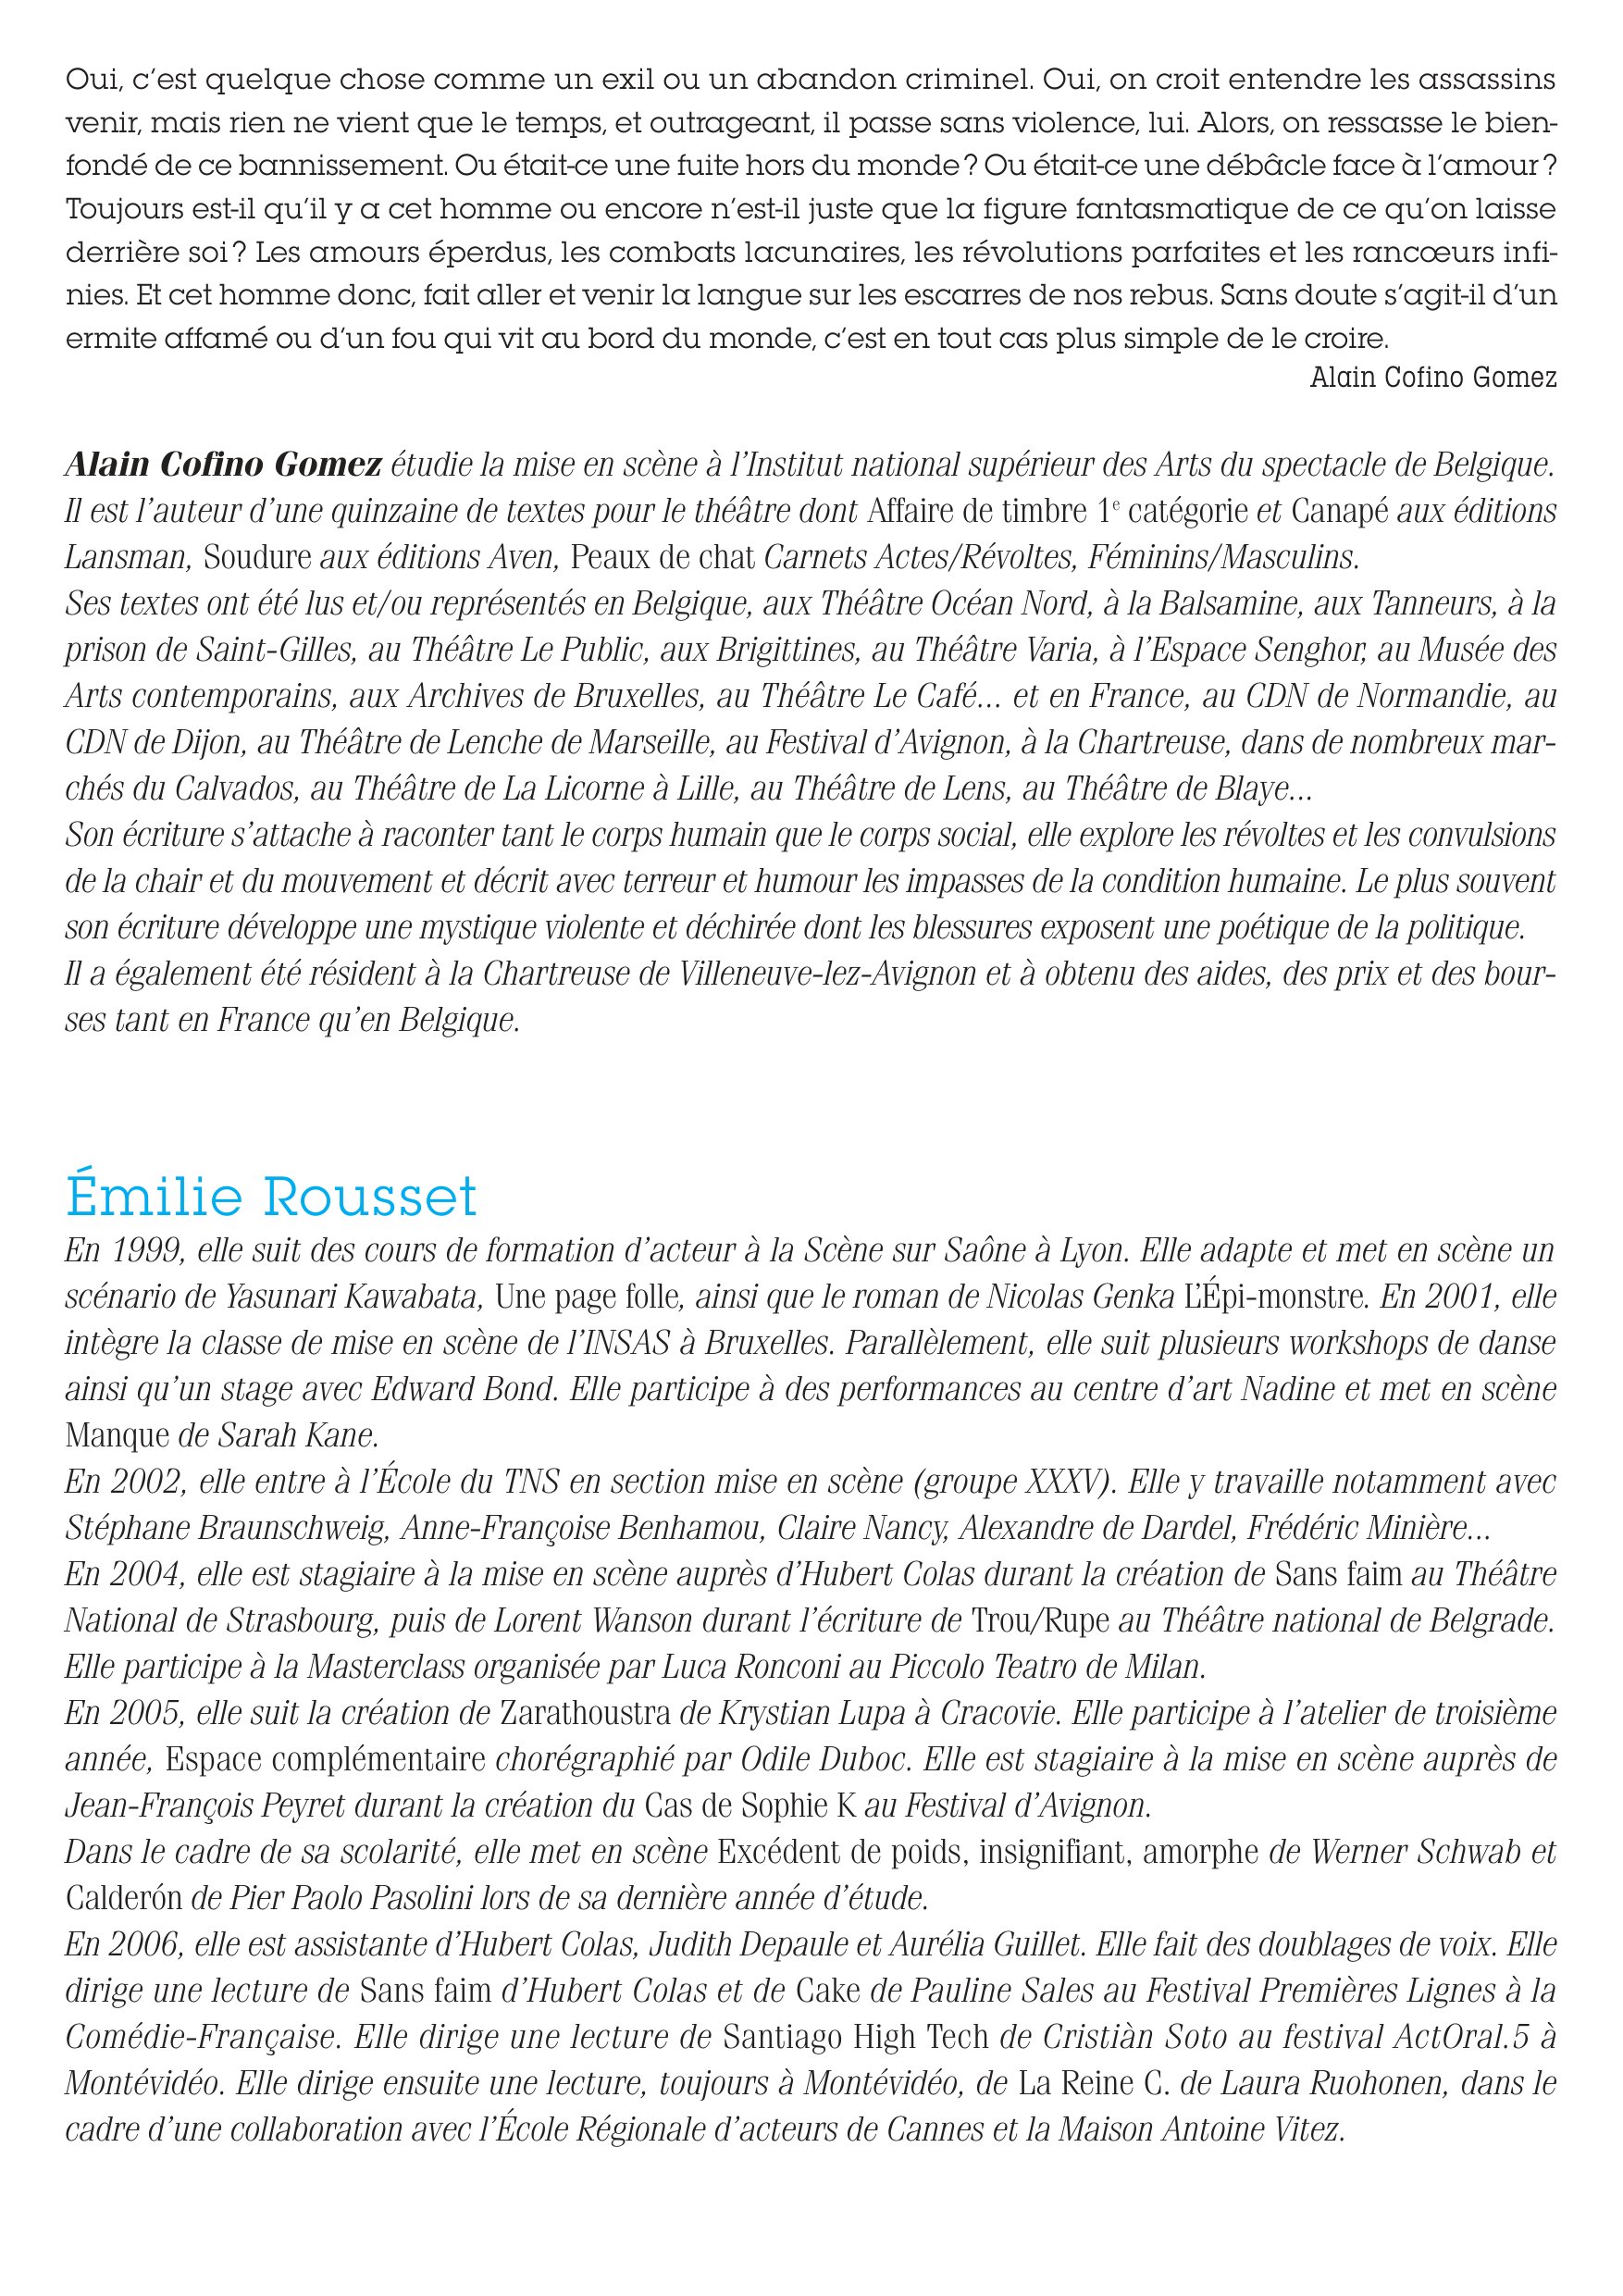 Oui, c’est quelque chose comme un exil ou un abandon criminel. Oui, on croit entendre les assassins
venir, mais rien ne vient que le temps, et outrageant, il passe sans violence, lui. Alors, on ressasse le bien-
fondé de ce bannissement. Ou était-ce une fuite hors du monde ? Ou était-ce une débâcle face à l’amour ?
Toujours est-il qu’il y a cet homme ou encore n’est-il juste que la figure fantasmatique de ce qu’on laisse
derrière soi ? Les amours éperdus, les combats lacunaires, les révolutions parfaites et les rancœurs infi-
nies. Et cet homme donc, fait aller et venir la langue sur les escarres de nos rebus. Sans doute s’agit-il d’un
ermite affamé ou d’un fou qui vit au bord du monde, c’est en tout cas plus simple de le croire.
Alain Cofino Gomez
Alain Cofino Gomez étudie la mise en scène à l’Institut national supérieur des Arts du spectacle de Belgique.
Il est l’auteur d’une quinzaine de textes pour le théâtre dont Affaire de timbre 1e catégorie et Canapé aux éditions
Lansman, Soudure aux éditions Aven, Peaux de chat Carnets Actes/Révoltes, Féminins/Masculins.
Ses textes ont été lus et/ou représentés en Belgique, aux Théâtre Océan Nord, à la Balsamine, aux Tanneurs, à la
prison de Saint-Gilles, au Théâtre Le Public, aux Brigittines, au Théâtre Varia, à l’Espace Senghor, au Musée des
Arts contemporains, aux Archives de Bruxelles, au Théâtre Le Café... et en France, au CDN de Normandie, au
CDN de Dijon, au Théâtre de Lenche de Marseille, au Festival d’Avignon, à la Chartreuse, dans de nombreux mar-
chés du Calvados, au Théâtre de La Licorne à Lille, au Théâtre de Lens, au Théâtre de Blaye...
Son écriture s’attache à raconter tant le corps humain que le corps social, elle explore les révoltes et les convulsions
de la chair et du mouvement et décrit avec terreur et humour les impasses de la condition humaine. Le plus souvent
son écriture développe une mystique violente et déchirée dont les blessures exposent une poétique de la politique.
Il a également été résident à la Chartreuse de Villeneuve-lez-Avignon et à obtenu des aides, des prix et des bour-
ses tant en France qu’en Belgique.
Émilie Rousset
En 1999, elle suit des cours de formation d’acteur à la Scène sur Saône à Lyon. Elle adapte et met en scène un
scénario de Yasunari Kawabata, Une page folle, ainsi que le roman de Nicolas Genka L’Épi-monstre. En 2001, elle
intègre la classe de mise en scène de l’INSAS à Bruxelles. Parallèlement, elle suit plusieurs workshops de danse
ainsi qu’un stage avec Edward Bond. Elle participe à des performances au centre d’art Nadine et met en scène
Manque de Sarah Kane.
En 2002, elle entre à l’École du TNS en section mise en scène (groupe XXXV). Elle y travaille notamment avec
Stéphane Braunschweig, Anne-Françoise Benhamou, Claire Nancy, Alexandre de Dardel, Frédéric Minière...
En 2004, elle est stagiaire à la mise en scène auprès d’Hubert Colas durant la création de Sans faim au Théâtre
National de Strasbourg, puis de Lorent Wanson durant l’écriture de Trou/Rupe au Théâtre national de Belgrade.
Elle participe à la Masterclass organisée par Luca Ronconi au Piccolo Teatro de Milan.
En 2005, elle suit la création de Zarathoustra de Krystian Lupa à Cracovie. Elle participe à l’atelier de troisième
année, Espace complémentaire chorégraphié par Odile Duboc. Elle est stagiaire à la mise en scène auprès de
Jean-François Peyret durant la création du Cas de Sophie K au Festival d’Avignon.
Dans le cadre de sa scolarité, elle met en scène Excédent de poids, insignifiant, amorphe de Werner Schwab et
Calderón de Pier Paolo Pasolini lors de sa dernière année d’étude.
En 2006, elle est assistante d’Hubert Colas, Judith Depaule et Aurélia Guillet. Elle fait des doublages de voix. Elle
dirige une lecture de Sans faim d’Hubert Colas et de Cake de Pauline Sales au Festival Premières Lignes à la
Comédie-Française. Elle dirige une lecture de Santiago High Tech de Cristiàn Soto au festival ActOral.5 à
Montévidéo. Elle dirige ensuite une lecture, toujours à Montévidéo, de La Reine C. de Laura Ruohonen, dans le
cadre d’une collaboration avec l’École Régionale d’acteurs de Cannes et la Maison Antoine Vitez.